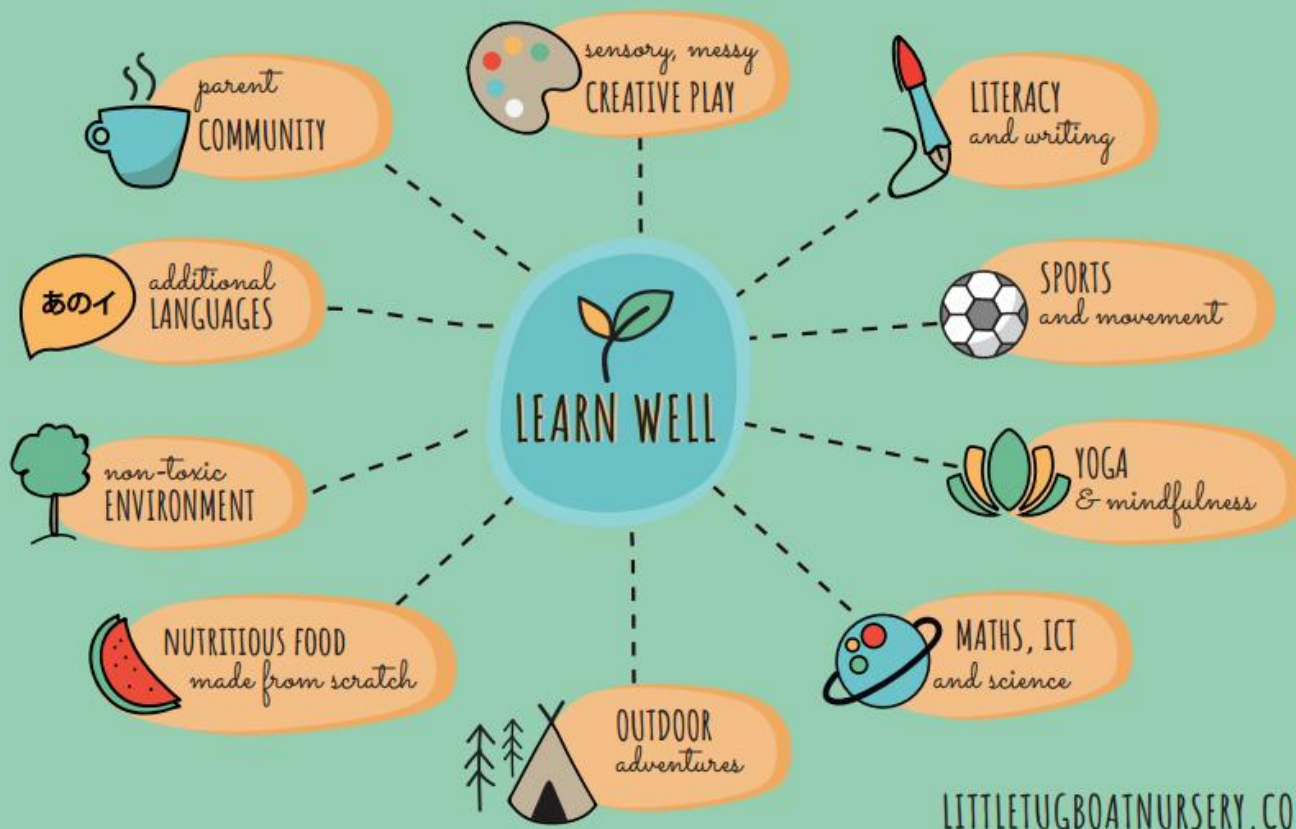 parent
COMMUNITY
sensory, messy
CREATIVE PLAY
LITERACY
and writing
あのイ
additional
LANGUAGES
SPORTS
and movement
LEARN WELL
non-toxic
ENVIRONMENT
YOGA
& mindfulness
NUTRITIOUS FOOD
made from scratch
MATHS, ICT
and science
OUTDOOR
adventures
LITTLETUGBOATNURSERY.CO